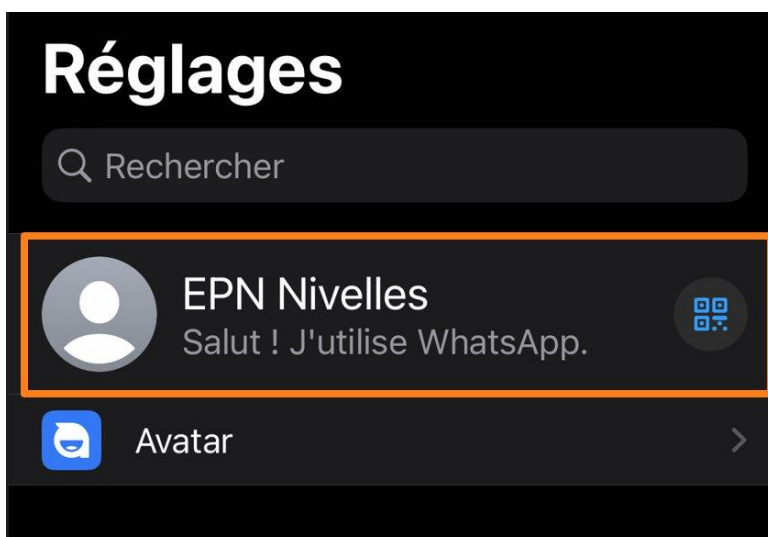 Réglages
Rechercher
EPN Nivelles
Salut ! J'utilise WhatsApp.
Avatar